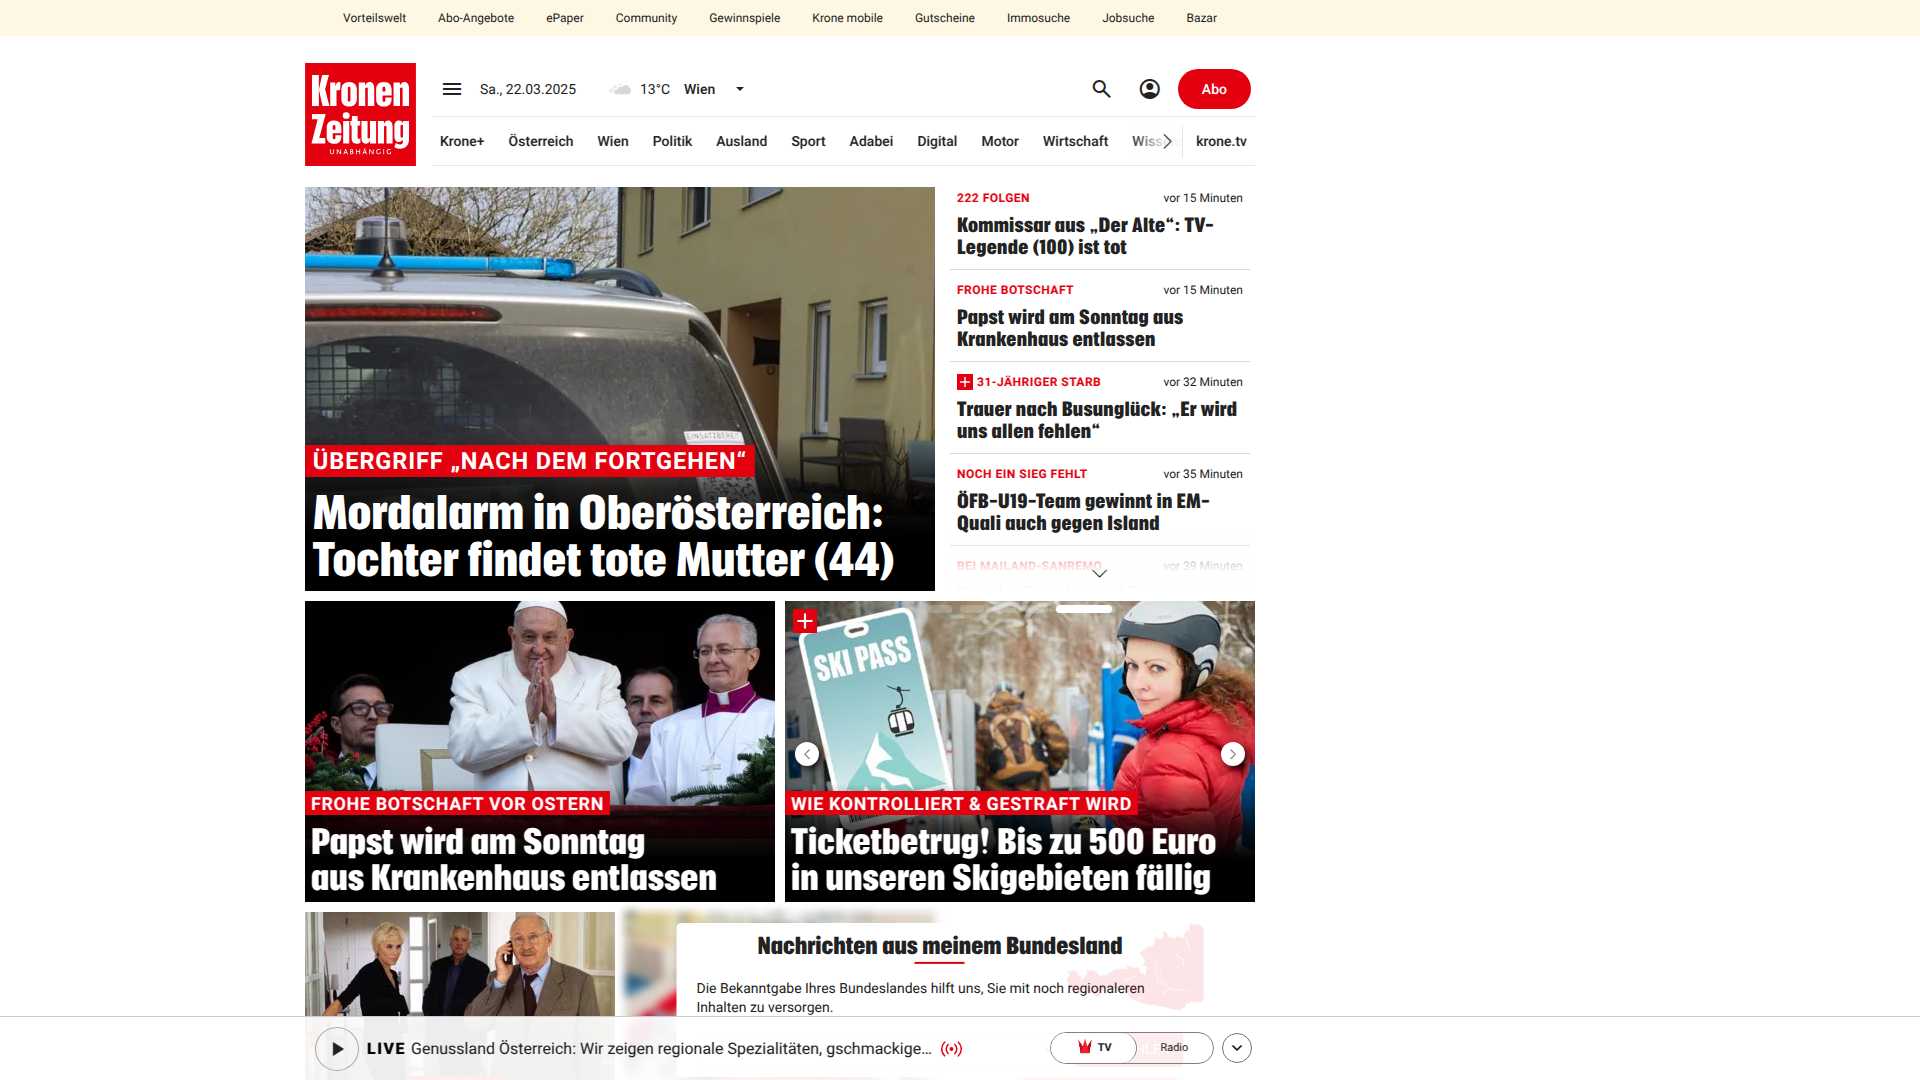 Vorteilswelt Abo-Angebote ePaper Community Gewinnspiele Krone mobile Gutscheine Immosuche Jobsuche Bazar
Kronen
Zeitung
UNABHÄNGIG
Sa., 22.03.2025 13°C Wien
Abo
Krone+ Österreich Wien Politik Ausland Sport Adabei Digital Motor Wirtschaft Wiss krone.tv
EINSATZBEREIT
ÜBERGRIFF „NACH DEM FORTGEHEN“
Mordalarm in Oberösterreich:
Tochter findet tote Mutter (44)
222 FOLGEN vor 15 Minuten
Kommissar aus „Der Alte“: TV-
Legende (100) ist tot
FROHE BOTSCHAFT vor 15 Minuten
Papst wird am Sonntag aus
Krankenhaus entlassen
31-JÄHRIGER STARB vor 32 Minuten
Trauer nach Busunglück: „Er wird
uns allen fehlen“
NOCH EIN SIEG FEHLT vor 35 Minuten
ÖFB-U19-Team gewinnt in EM-
Quali auch gegen Island
BEI MAILAND-SANREMO vor 39 Minuten
FROHE BOTSCHAFT VOR OSTERN
Papst wird am Sonntag
aus Krankenhaus entlassen
SKI PASS
WIE KONTROLLIERT & GESTRAFT WIRD
Ticketbetrug! Bis zu 500 Euro
in unseren Skigebieten fällig
Nachrichten aus meinem Bundesland
Die Bekanntgabe Ihres Bundeslandes hilft uns, Sie mit noch regionaleren
Inhalten zu versorgen.
LIVE Genussland Österreich: Wir zeigen regionale Spezialitäten, gschmackige...
TV Radio